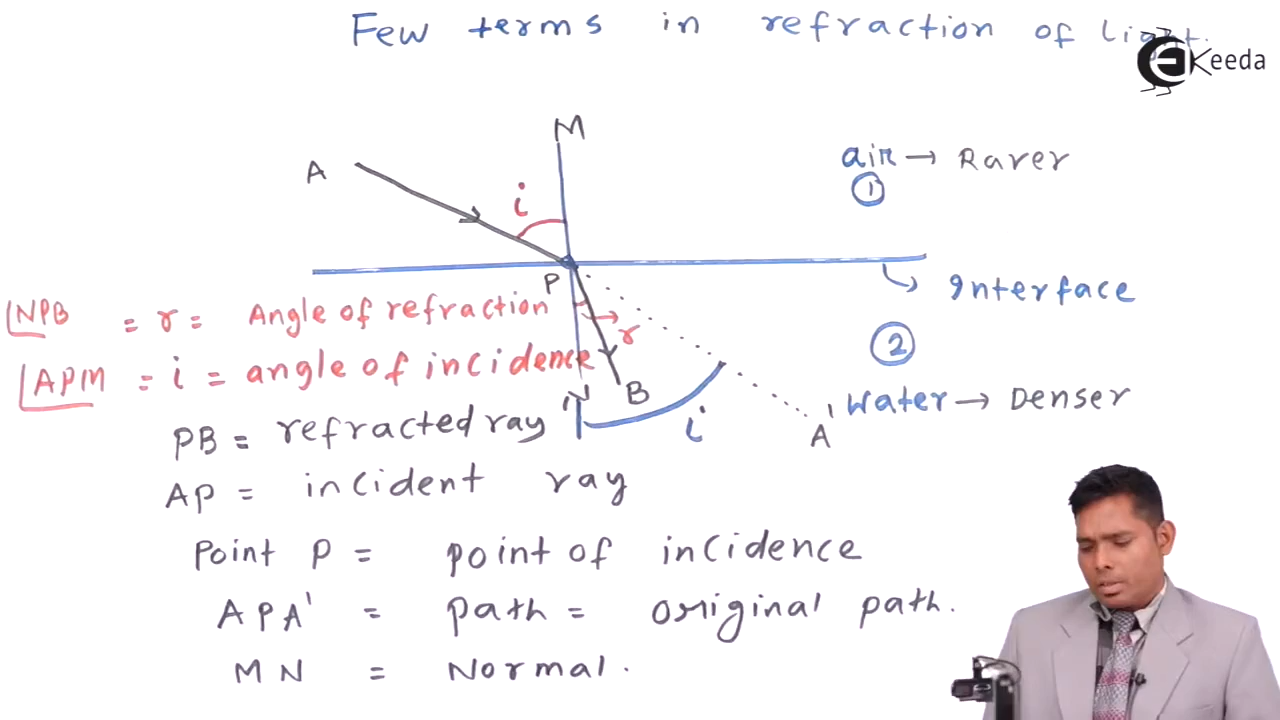 Few terms in refraction of light.
EKeeda
M
A
i
air → Rarer
1
P
Interface
∠NPB = r = Angle of refraction
r
2
∠APM = i = angle of incidence
N
B
i
A'
Water → Denser
PB = refracted ray
AP = incident ray
Point P = point of incidence
APA' = path = original path.
MN = Normal.